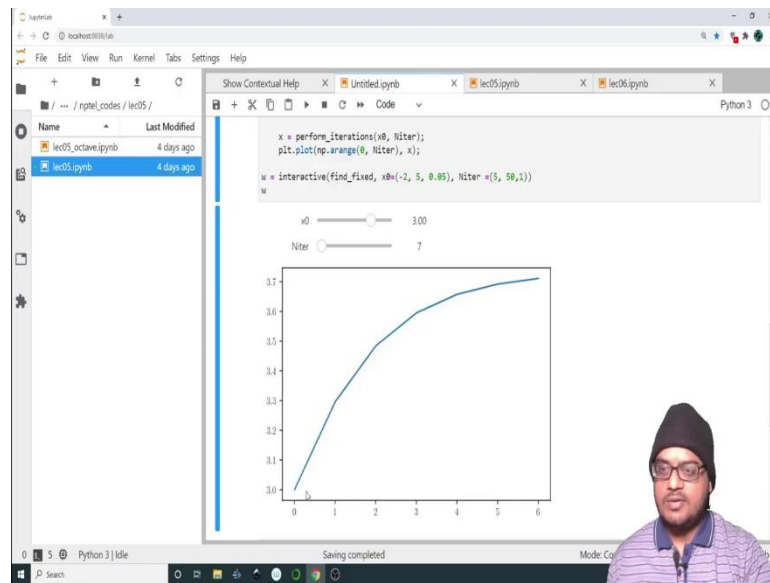 JupyterLab
localhost:8888/lab
File Edit View Run Kernel Tabs Settings Help
Show Contextual Help
Untitled.ipynb
lec05.ipynb
lec06.ipynb
/ ... / nptel_codes / lec05 /
Code
Python 3
Name
Last Modified
lec05_octave.ipynb 4 days ago
lec05.ipynb 4 days ago
x = perform_iterations(x0, Niter);
plt.plot(np.arange(0, Niter), x);
w = interactive(find_fixed, x0=(-2, 5, 0.05), Niter =(5, 50,1))
w
x0 3.00
Niter 7
3.7
3.6
3.5
3.4
3.3
3.2
3.1
3.0
0 1 2 3 4 5 6
0 5 Python 3 | Idle
Saving completed
Search